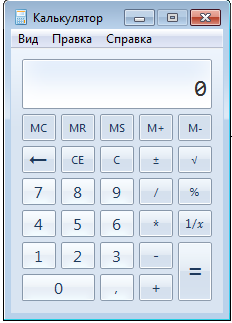 Калькулятор
Вид Правка Справка
0
MC MR MS M+ M-
← CE C ± √
7 8 9 / %
4 5 6 * 1/x
1 2 3 - =
0 , +